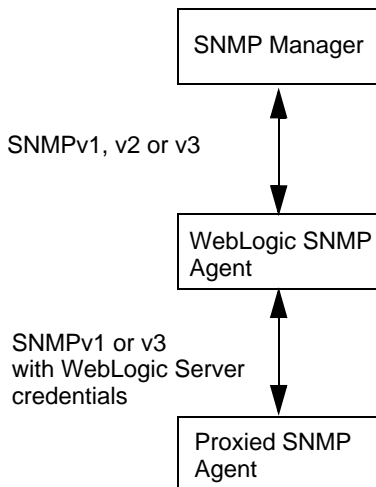 SNMP Manager
SNMPv1, v2 or v3
WebLogic SNMP
Agent
SNMPv1 or v3
with WebLogic Server
credentials
Proxied SNMP
Agent